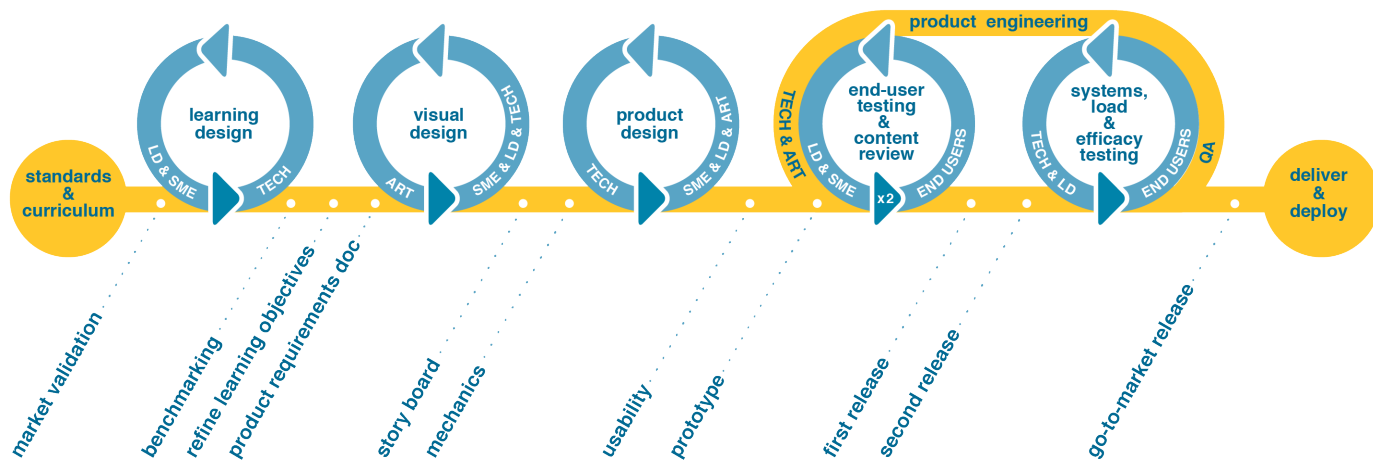 product engineering
standards
&
curriculum
learning
design
LD & SME
TECH
visual
design
ART
SME & LD & TECH
product
design
TECH
SME & LD & ART
TECH & ART
end-user
testing
&
content
review
LD & SME
x2
END USERS
systems,
load
&
efficacy
testing
TECH & LD
END USERS
QA
deliver
&
deploy
market validation
benchmarking
refine learning objectives
product requirements doc
story board
mechanics
usability
prototype
first release
second release
go-to-market release